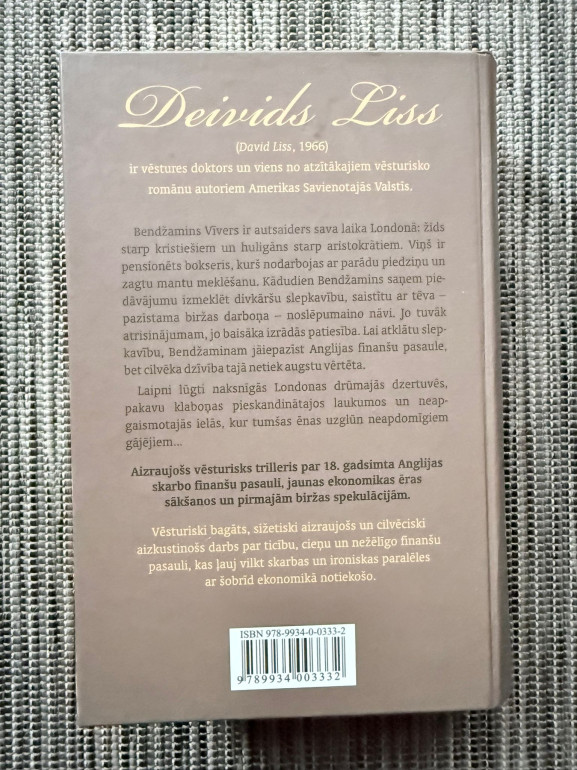 Deivids Liss
(David Liss, 1966)
ir vēstures doktors un viens no atzītākajiem vēsturisko
romānu autoriem Amerikas Savienotajās Valstīs.
Bendžamins Vīvers ir autsaiders sava laika Londonā: žīds
starp kristiešiem un huligāns starp aristokrātiem. Viņš ir
pensionēts bokseris, kurš nodarbojas ar parādu piedziņu un
zagtu mantu meklēšanu. Kādudien Bendžamins saņem pie-
dāvājumu izmeklēt divkāršu slepkavību, saistītu ar tēva –
pazīstama biržas darboņa – noslēpumaino nāvi. Jo tuvāk
atrisinājumam, jo baisāka izrādās patiesība. Lai atklātu slep-
kavību, Bendžaminam jāiepazīst Anglijas finanšu pasaule,
bet cilvēka dzīvība tajā netiek augstu vērtēta.
Laipni lūgti naksnīgās Londonas drūmajās dzertuvēs,
pakavu klaboņas pieskandinātajos laukumos un neap-
gaismotajās ielās, kur tumšas ēnas uzglūn neapdomīgiem
gājējiem...
Aizraujošs vēsturisks trilleris par 18. gadsimta Anglijas
skarbo finanšu pasauli, jaunas ekonomikas ēras
sākšanos un pirmajām biržas spekulācijām.
Vēsturiski bagāts, sižetiski aizraujošs un cilvēciski
aizkustinošs darbs par ticību, cieņu un nežēlīgo finanšu
pasauli, kas ļauj vilkt skarbas un ironiskas paralēles
ar šobrīd ekonomikā notiekošo.
ISBN 978-9934-0-0333-2
9 789934 003332